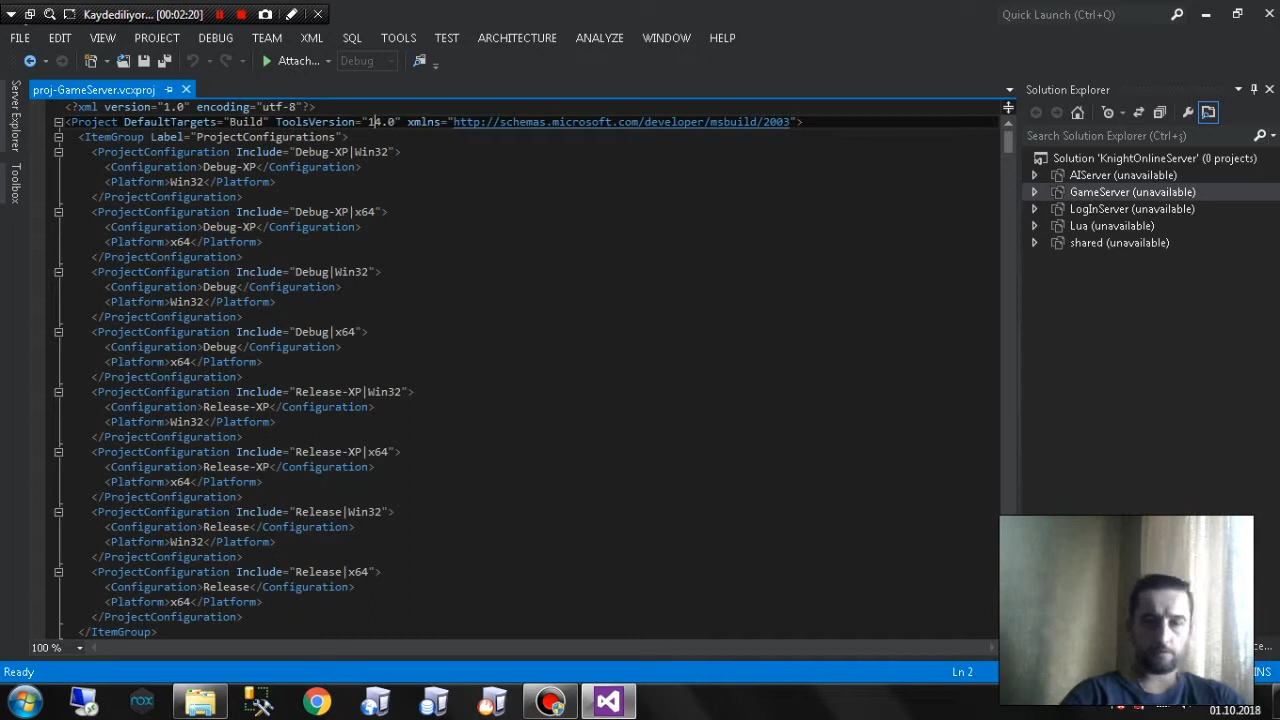 Kaydediliyor... [00:02:20]
Quick Launch (Ctrl+Q)
FILE EDIT VIEW PROJECT DEBUG TEAM XML SQL TOOLS TEST ARCHITECTURE ANALYZE WINDOW HELP
Attach... Debug
Server Explorer
Toolbox
proj-GameServer.vcxproj
<?xml version="1.0" encoding="utf-8"?>
<Project DefaultTargets="Build" ToolsVersion="14.0" xmlns="http://schemas.microsoft.com/developer/msbuild/2003">
<ItemGroup Label="ProjectConfigurations">
<ProjectConfiguration Include="Debug-XP|Win32">
<Configuration>Debug-XP</Configuration>
<Platform>Win32</Platform>
</ProjectConfiguration>
<ProjectConfiguration Include="Debug-XP|x64">
<Configuration>Debug-XP</Configuration>
<Platform>x64</Platform>
</ProjectConfiguration>
<ProjectConfiguration Include="Debug|Win32">
<Configuration>Debug</Configuration>
<Platform>Win32</Platform>
</ProjectConfiguration>
<ProjectConfiguration Include="Debug|x64">
<Configuration>Debug</Configuration>
<Platform>x64</Platform>
</ProjectConfiguration>
<ProjectConfiguration Include="Release-XP|Win32">
<Configuration>Release-XP</Configuration>
<Platform>Win32</Platform>
</ProjectConfiguration>
<ProjectConfiguration Include="Release-XP|x64">
<Configuration>Release-XP</Configuration>
<Platform>x64</Platform>
</ProjectConfiguration>
<ProjectConfiguration Include="Release|Win32">
<Configuration>Release</Configuration>
<Platform>Win32</Platform>
</ProjectConfiguration>
<ProjectConfiguration Include="Release|x64">
<Configuration>Release</Configuration>
<Platform>x64</Platform>
</ProjectConfiguration>
</ItemGroup>
100 %
Solution Explorer
Search Solution Explorer (Ctrl+ş)
Solution 'KnightOnlineServer' (0 projects)
AIServer (unavailable)
GameServer (unavailable)
LogInServer (unavailable)
Lua (unavailable)
shared (unavailable)
Ready
Ln 2
nox
01.10.2018